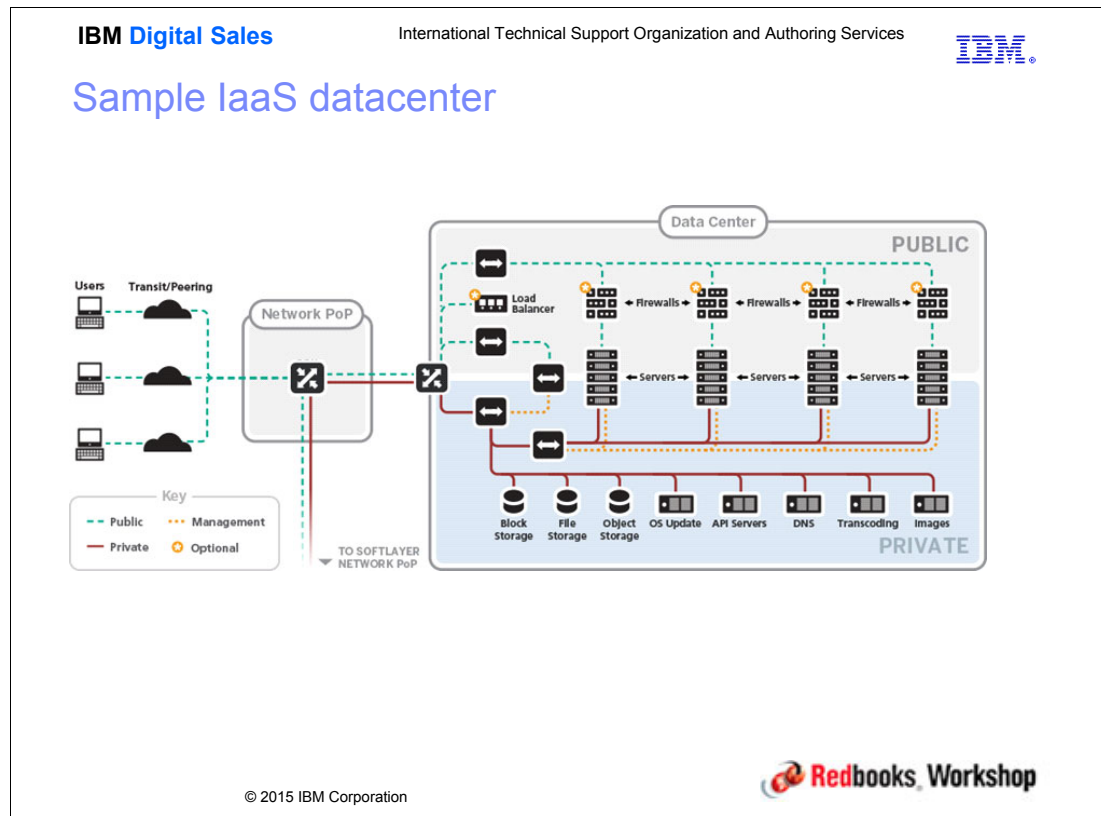 IBM Digital Sales
International Technical Support Organization and Authoring Services
IBM®
Sample IaaS datacenter
Data Center
PUBLIC
Users
Transit/Peering
Network PoP
Load
Balancer
Firewalls
Firewalls
Firewalls
Servers
Servers
Servers
Key
Public
Management
Private
Optional
TO SOFTLAYER
NETWORK PoP
Block
Storage
File
Storage
Object
Storage
OS Update
API Servers
DNS
Transcoding
Images
PRIVATE
Redbooks Workshop
© 2015 IBM Corporation